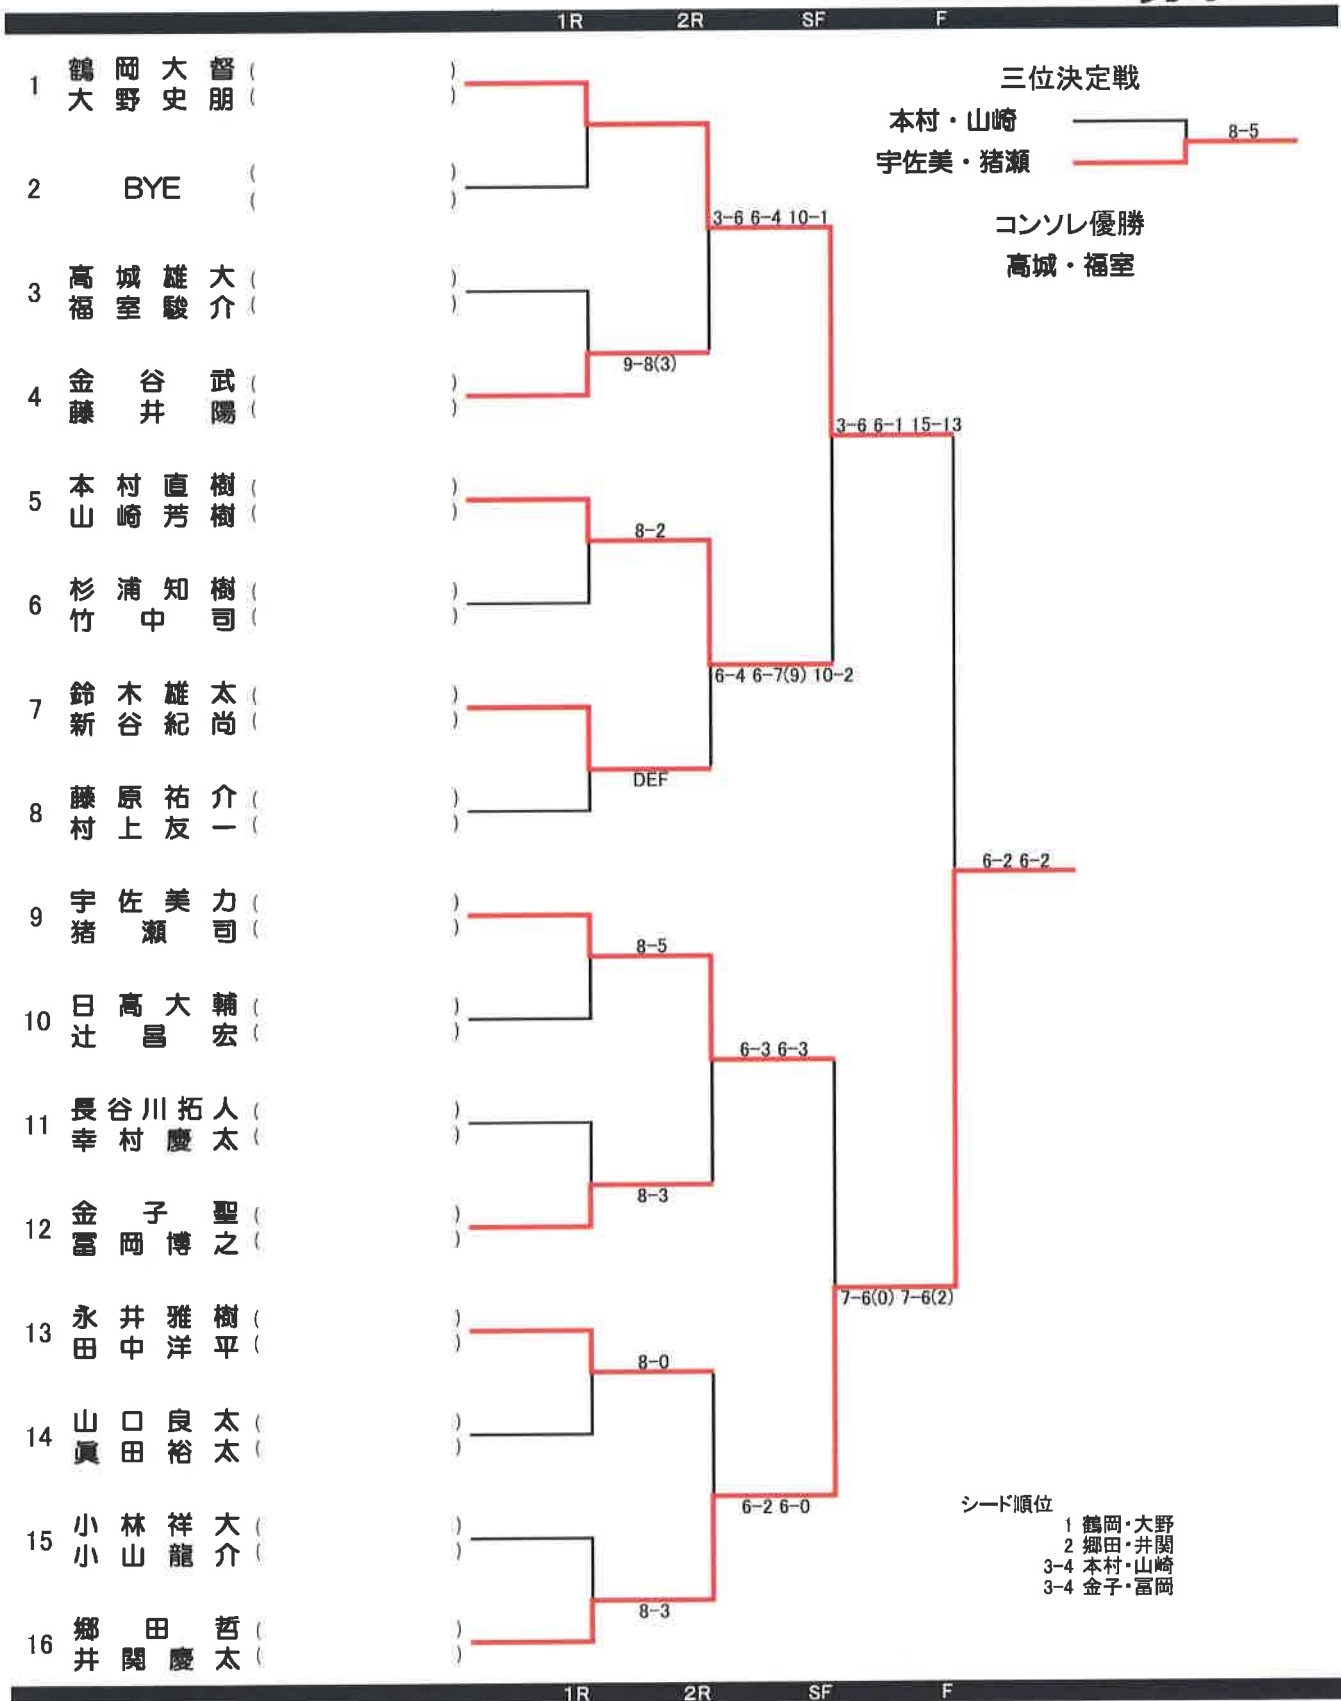 1R 2R SF F
1 鶴岡大督 ( )
大野史朋 ( )
2 BYE ( )
( )
3 高城雄大 ( )
福室駿介 ( )
4 金谷武 ( )
藤井陽 ( )
5 本村直樹 ( )
山崎芳樹 ( )
6 杉浦知樹 ( )
竹中司 ( )
7 鈴木雄太 ( )
新谷紀尚 ( )
8 藤原祐介 ( )
村上友一 ( )
9 宇佐美力 ( )
猪瀬司 ( )
10 日高大輔 ( )
辻昌宏 ( )
11 長谷川拓人 ( )
幸村慶太 ( )
12 金子聖 ( )
冨岡博之 ( )
13 永井雅樹 ( )
田中洋平 ( )
14 山口良太 ( )
眞田裕太 ( )
15 小林祥大 ( )
小山龍介 ( )
16 郷田哲 ( )
井関慶太 ( )
9-8(3)
8-2
DEF
8-5
8-3
8-0
8-3
3-6 6-4 10-1
6-4 6-7(9) 10-2
6-3 6-3
6-2 6-0
3-6 6-1 15-13
7-6(0) 7-6(2)
6-2 6-2
三位決定戦
本村・山崎
宇佐美・猪瀬
8-5
コンソレ優勝
高城・福室
シード順位
1 鶴岡・大野
2 郷田・井関
3-4 本村・山崎
3-4 金子・冨岡
1R 2R SF F